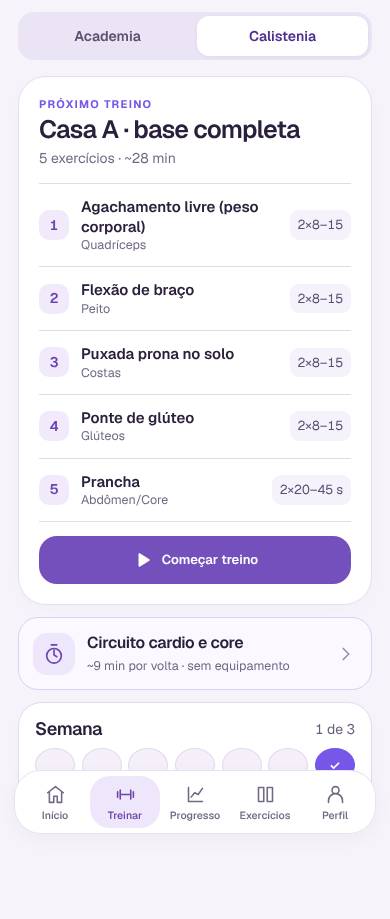 Academia
Calistenia
PRÓXIMO TREINO
Casa A · base completa
5 exercícios · ~28 min
1
Agachamento livre (peso
corporal)
Quadríceps
2×8–15
2
Flexão de braço
Peito
2×8–15
3
Puxada prona no solo
Costas
2×8–15
4
Ponte de glúteo
Glúteos
2×8–15
5
Prancha
Abdômen/Core
2×20–45 s
Começar treino
Circuito cardio e core
~9 min por volta · sem equipamento
Semana
1 de 3
Início
Treinar
Progresso
Exercícios
Perfil